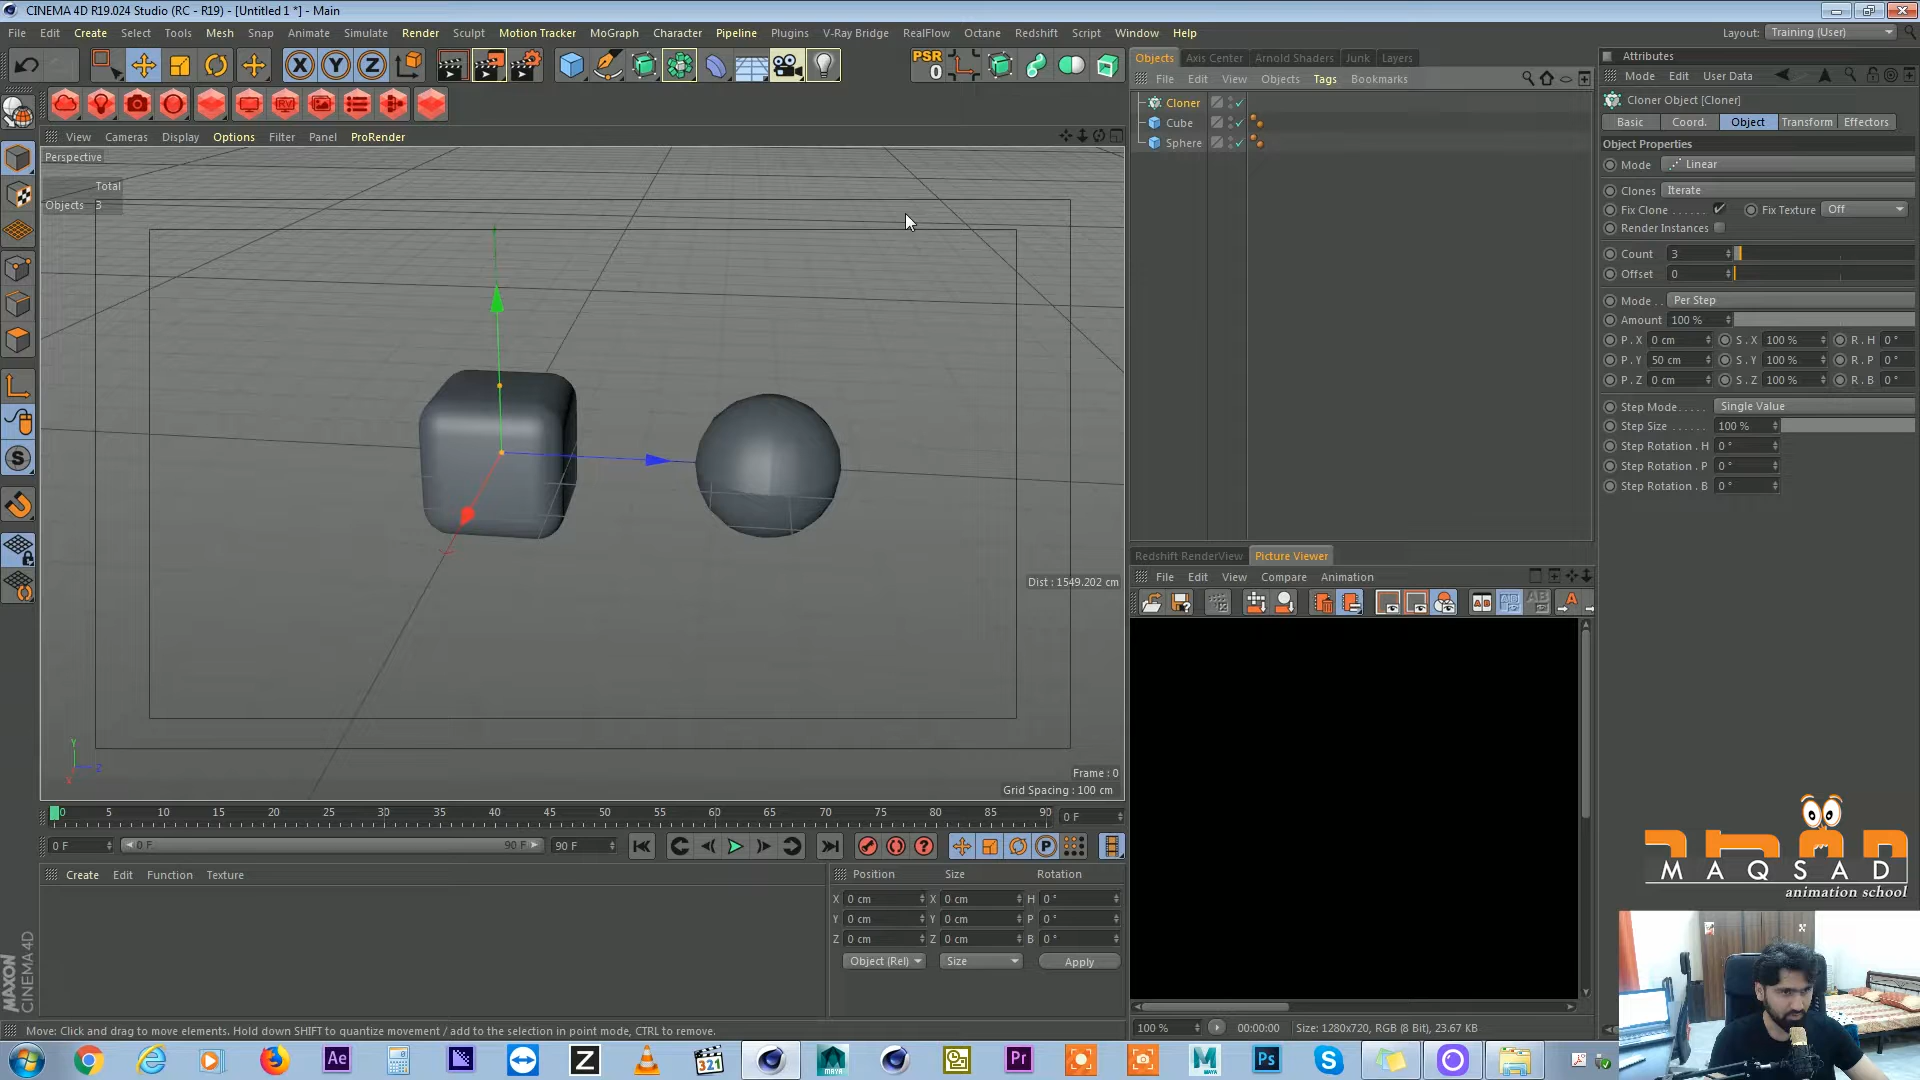 CINEMA 4D R19.024 Studio (RC - R19) - [Untitled 1 *] - Main
File Edit Create Select Tools Mesh Snap Animate Simulate Render Sculpt Motion Tracker MoGraph Character Pipeline Plugins V-Ray Bridge RealFlow Octane Redshift Script Window Help
Layout: Training (User)
PSR
0
RV
View Cameras Display Options Filter Panel ProRender
Perspective
Total
Objects 3
Dist : 1549.202 cm
Frame : 0
Grid Spacing : 100 cm
Y
Z
X
Objects Axis Center Arnold Shaders Junk Layers
File Edit View Objects Tags Bookmarks
Cloner
Cube
Sphere
Attributes
Mode Edit User Data
Cloner Object [Cloner]
Basic Coord. Object Transform Effectors
Object Properties
Mode Linear
Clones Iterate
Fix Clone ...... Fix Texture Off
Render Instances
Count 3
Offset 0
Mode . . Per Step
Amount 100 %
P . X 0 cm S . X 100 % R . H 0 °
P . Y 50 cm S . Y 100 % R . P 0 °
P . Z 0 cm S . Z 100 % R . B 0 °
Step Mode..... Single Value
Step Size ...... 100 %
Step Rotation . H 0 °
Step Rotation . P 0 °
Step Rotation . B 0 °
Redshift RenderView Picture Viewer
File Edit View Compare Animation
100 % 00:00:00 Size: 1280x720, RGB (8 Bit), 23.67 KB
0 5 10 15 20 25 30 35 40 45 50 55 60 65 70 75 80 85 90 0 F
0 F 0 F 90 F 90 F
Create Edit Function Texture
Position Size Rotation
X 0 cm X 0 cm H 0 °
Y 0 cm Y 0 cm P 0 °
Z 0 cm Z 0 cm B 0 °
Object (Rel) Size Apply
MAXON
CINEMA 4D
Move: Click and drag to move elements. Hold down SHIFT to quantize movement / add to the selection in point mode, CTRL to remove.
MAQSAD
animation school
Ae
Z
321
MAYA
Pr
M
MAYA
Ps
S